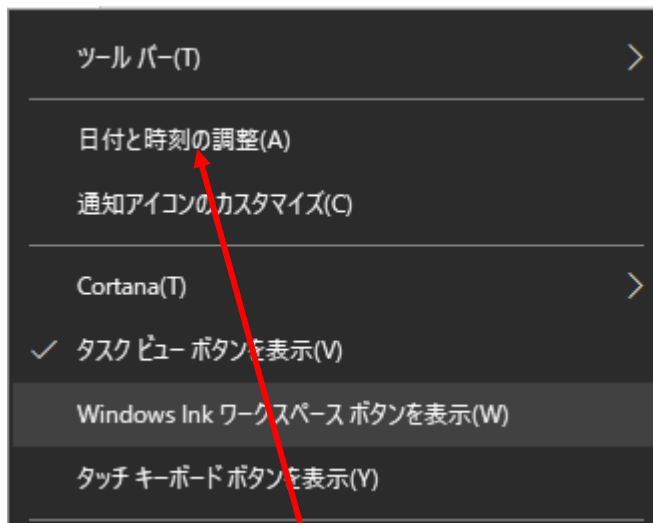 ツール バー(T)
日付と時刻の調整(A)
通知アイコンのカスタマイズ(C)
Cortana(T)
タスク ビュー ボタンを表示(V)
Windows Ink ワークスペース ボタンを表示(W)
タッチ キーボード ボタンを表示(Y)